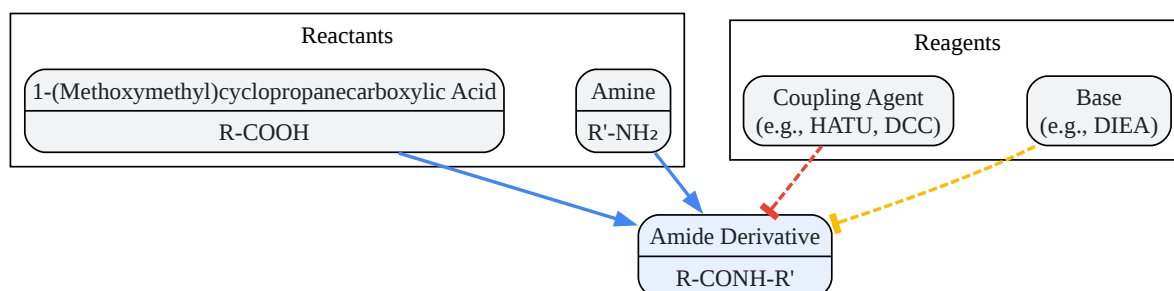 Reactants
1-(Methoxymethyl)cyclopropanecarboxylic Acid
R-COOH
Amine
R'-NH₂
Reagents
Coupling Agent
(e.g., HATU, DCC)
Base
(e.g., DIEA)
Amide Derivative
R-CONH-R'